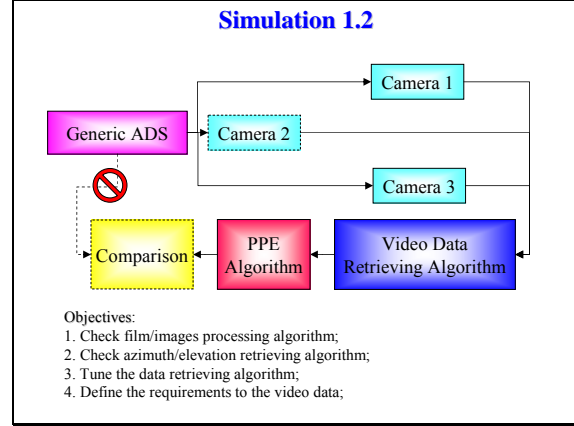 Simulation 1.2
Camera 1
Generic ADS
Camera 2
Camera 3
Comparison
PPE
Algorithm
Video Data
Retrieving Algorithm
Objectives:
1. Check film/images processing algorithm;
2. Check azimuth/elevation retrieving algorithm;
3. Tune the data retrieving algorithm;
4. Define the requirements to the video data;